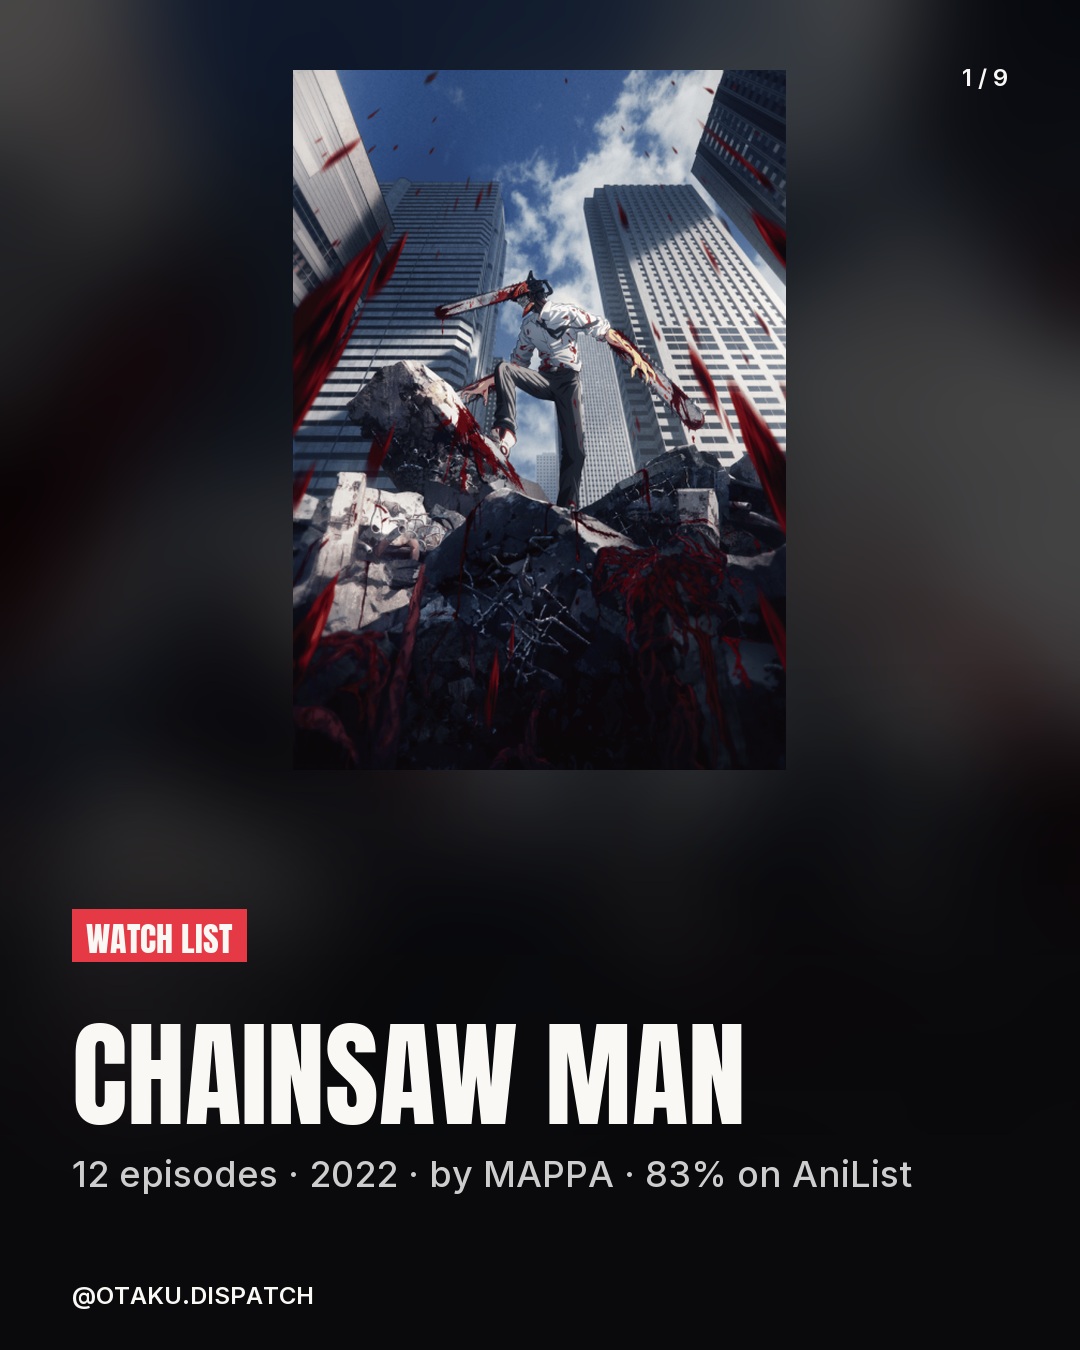 1 / 9
WATCH LIST
CHAINSAW MAN
12 episodes · 2022 · by MAPPA · 83% on AniList
@OTAKU.DISPATCH